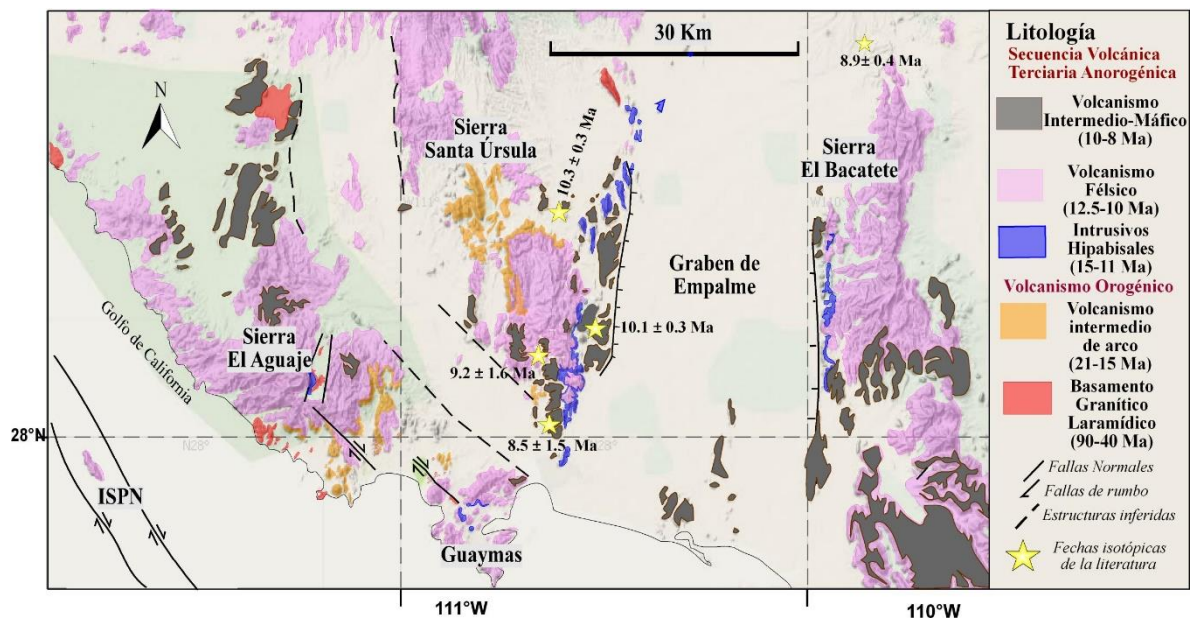 30 Km
8.9± 0.4 Ma
N
Sierra
Santa Úrsula
10.3 ± 0.3 Ma
Sierra
El Bacatete
Graben de
Empalme
10.1 ± 0.3 Ma
Golfo de California
Sierra
El Aguaje
9.2 ± 1.6 Ma
28°N
N28°
8.5 ± 1.5 Ma
ISPN
Guaymas
111°W
110°W
Litología
Secuencia Volcánica
Terciaria Anorogénica
Volcanismo
Intermedio-Máfico
(10-8 Ma)
Volcanismo
Félsico
(12.5-10 Ma)
Intrusivos
Hipabisales
(15-11 Ma)
Volcanismo Orogénico
Volcanismo
intermedio
de arco
(21-15 Ma)
Basamento
Granítico
Laramídico
(90-40 Ma)
Fallas Normales
Fallas de rumbo
Estructuras inferidas
Fechas isotópicas
de la literatura